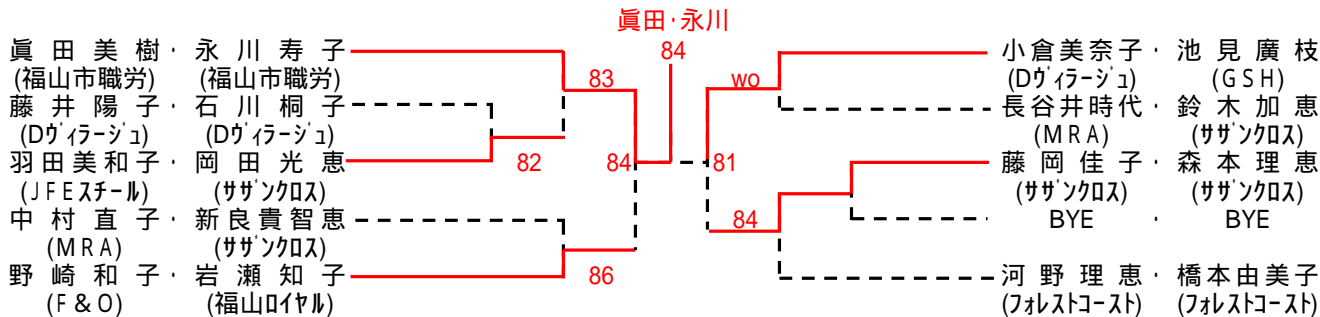 眞田・永川
84
眞田美樹・永川寿子
(福山市職労) (福山市職労)
83
藤井陽子・石川桐子
(Dヴィラージュ) (Dヴィラージュ)
82
羽田美和子・岡田光恵
(JFEスチール) (サザンクロス)
84
中村直子・新良貴智恵
(MRA) (サザンクロス)
野崎和子・岩瀬知子
(F&O) (福山ロイヤル)
86
小倉美奈子・池見廣枝
(Dヴィラージュ) (GSH)
wo
長谷井時代・鈴木加恵
(MRA) (サザンクロス)
81
藤岡佳子・森本理恵
(サザンクロス) (サザンクロス)
84
BYE・BYE
河野理恵・橋本由美子
(フォレストコースト) (フォレストコースト)